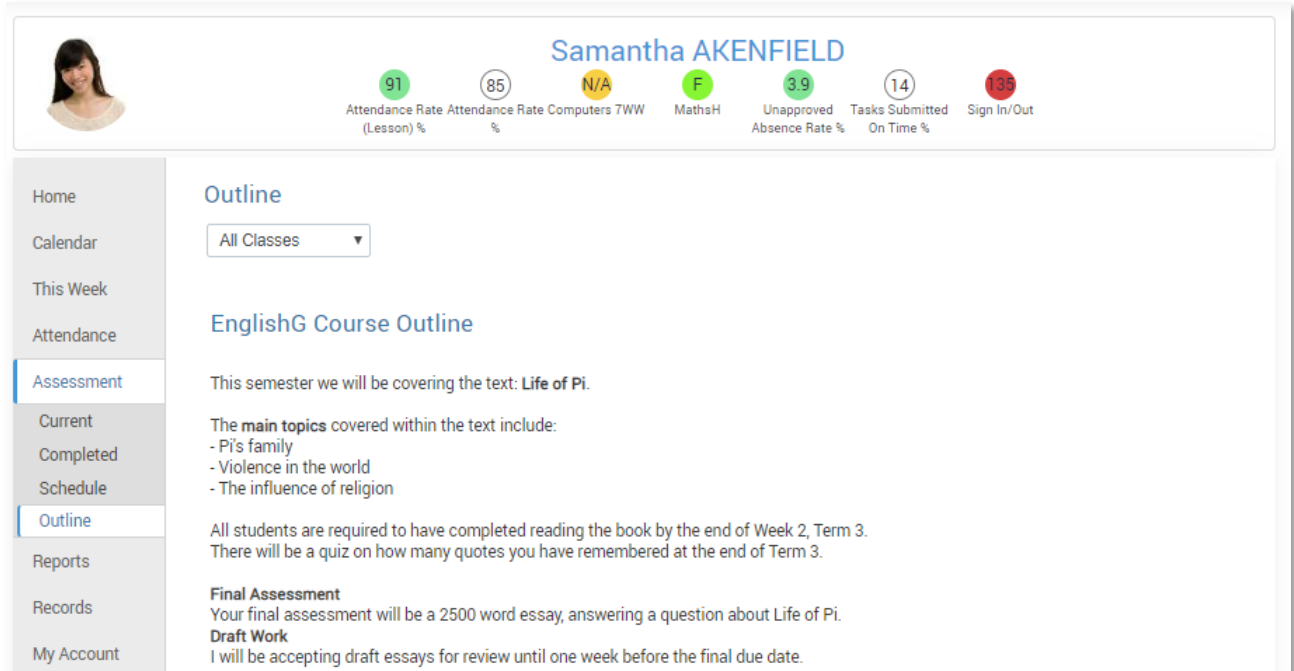 Samantha AKENFIELD
91
Attendance Rate
(Lesson) %
85
Attendance Rate
%
N/A
Computers 7WW
F
MathsH
3.9
Unapproved
Absence Rate %
14
Tasks Submitted
On Time %
135
Sign In/Out
Home
Calendar
This Week
Attendance
Assessment
Current
Completed
Schedule
Outline
Reports
Records
My Account
Outline
All Classes
EnglishG Course Outline
This semester we will be covering the text: Life of Pi.
The main topics covered within the text include:
- Pi's family
- Violence in the world
- The influence of religion
All students are required to have completed reading the book by the end of Week 2, Term 3.
There will be a quiz on how many quotes you have remembered at the end of Term 3.
Final Assessment
Your final assessment will be a 2500 word essay, answering a question about Life of Pi.
Draft Work
I will be accepting draft essays for review until one week before the final due date.